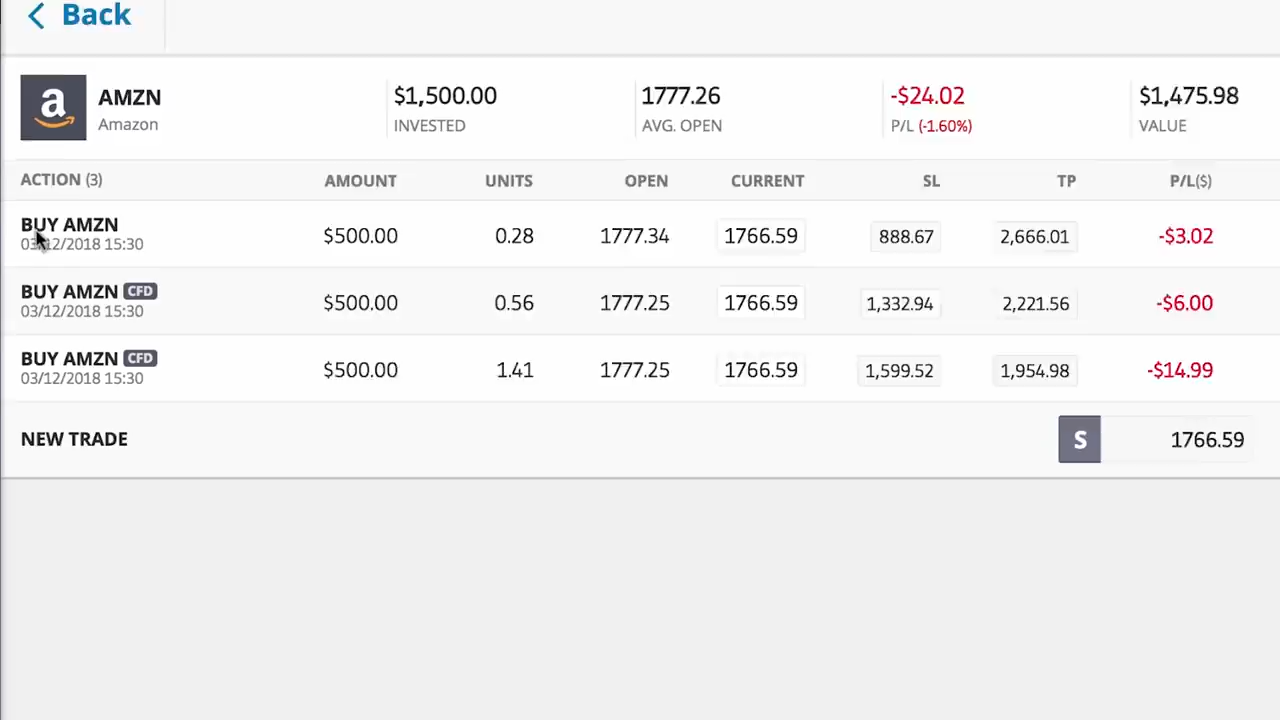 Back
AMZN
Amazon
$1,500.00
INVESTED
1777.26
AVG. OPEN
-$24.02
P/L (-1.60%)
$1,475.98
VALUE
ACTION (3) AMOUNT UNITS OPEN CURRENT SL TP P/L($)
BUY AMZN
03/12/2018 15:30
$500.00 0.28 1777.34 1766.59 888.67 2,666.01 -$3.02
BUY AMZN CFD
03/12/2018 15:30
$500.00 0.56 1777.25 1766.59 1,332.94 2,221.56 -$6.00
BUY AMZN CFD
03/12/2018 15:30
$500.00 1.41 1777.25 1766.59 1,599.52 1,954.98 -$14.99
NEW TRADE S 1766.59